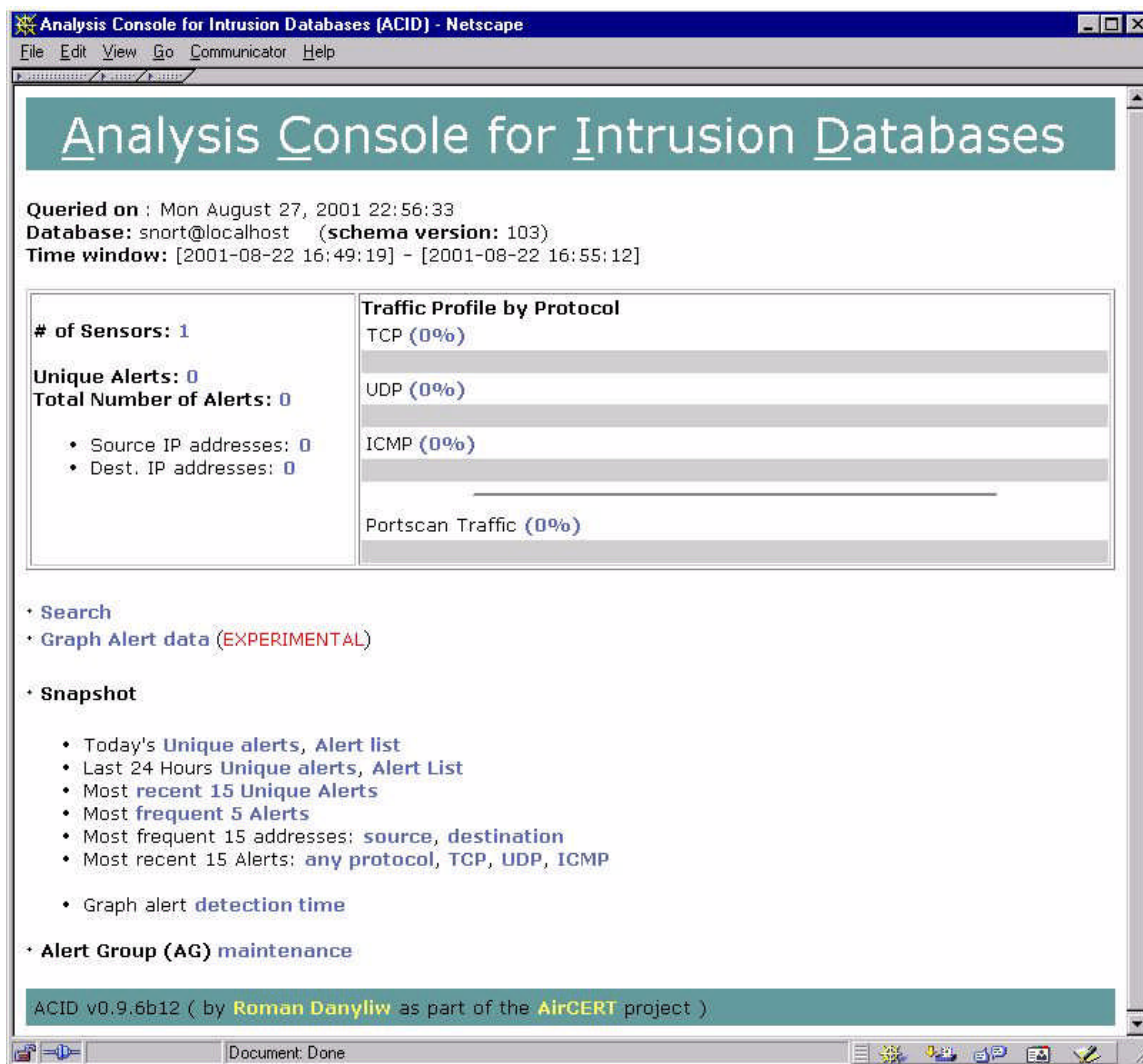 Analysis Console for Intrusion Databases (ACID) - Netscape
File Edit View Go Communicator Help
Analysis Console for Intrusion Databases
Queried on : Mon August 27, 2001 22:56:33
Database: snort@localhost (schema version: 103)
Time window: [2001-08-22 16:49:19] - [2001-08-22 16:55:12]
# of Sensors: 1
Unique Alerts: 0
Total Number of Alerts: 0
• Source IP addresses: 0
• Dest. IP addresses: 0
Traffic Profile by Protocol
TCP (0%)
UDP (0%)
ICMP (0%)
Portscan Traffic (0%)
• Search
• Graph Alert data (EXPERIMENTAL)
• Snapshot
• Today's Unique alerts, Alert list
• Last 24 Hours Unique alerts, Alert List
• Most recent 15 Unique Alerts
• Most frequent 5 Alerts
• Most frequent 15 addresses: source, destination
• Most recent 15 Alerts: any protocol, TCP, UDP, ICMP
• Graph alert detection time
• Alert Group (AG) maintenance
ACID v0.9.6b12 ( by Roman Danyliw as part of the AirCERT project )
Document: Done